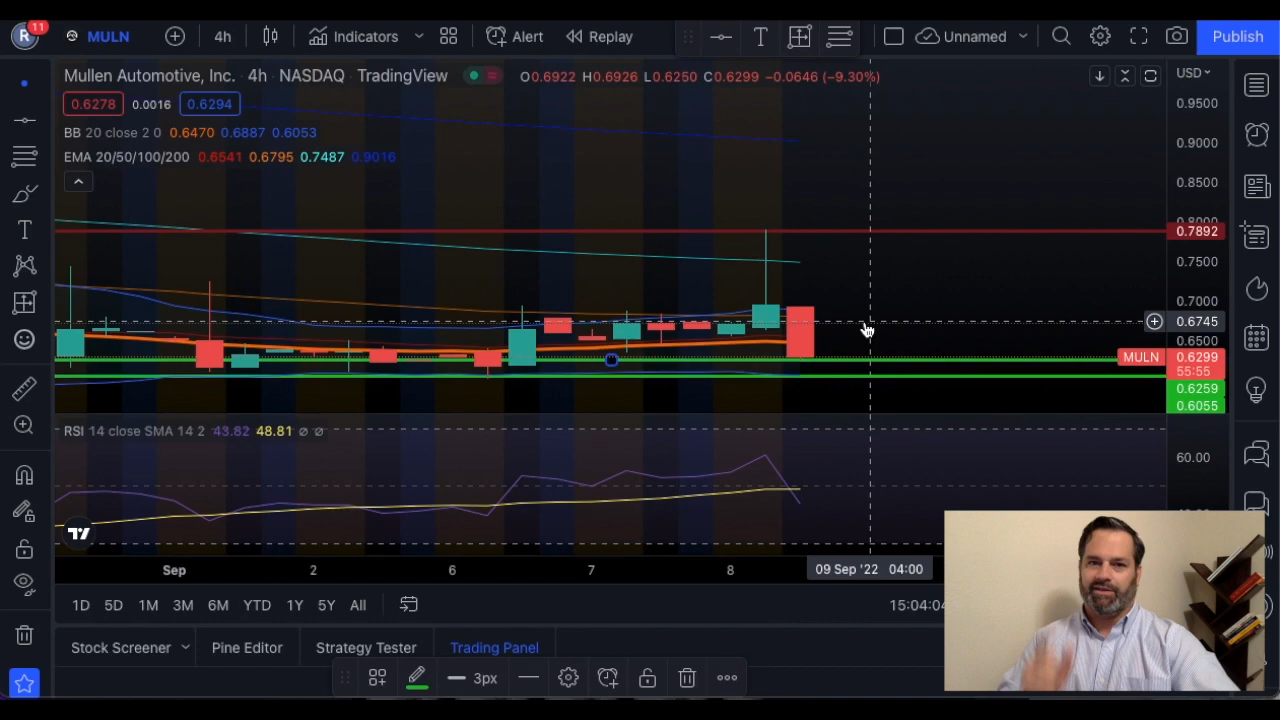 R 11 MULN 4h Indicators Alert Replay Unnamed Publish
Mullen Automotive, Inc. · 4h · NASDAQ · TradingView O0.6922 H0.6926 L0.6250 C0.6299 −0.0646 (−9.30%)
USD
0.6278 0.0016 0.6294
0.9500
BB 20 close 2 0 0.6470 0.6887 0.6053
0.9000
EMA 20/50/100/200 0.6541 0.6795 0.7487 0.9016
0.8500
0.8000
0.7892
0.7500
0.7000
0.6745
0.6500
MULN 0.6299
55:55
0.6259
0.6055
RSI 14 close SMA 14 2 43.82 48.81 ∅ ∅
60.00
Sep 2 6 7 8 09 Sep '22 04:00
1D 5D 1M 3M 6M YTD 1Y 5Y All 15:04:04
Stock Screener Pine Editor Strategy Tester Trading Panel
3px